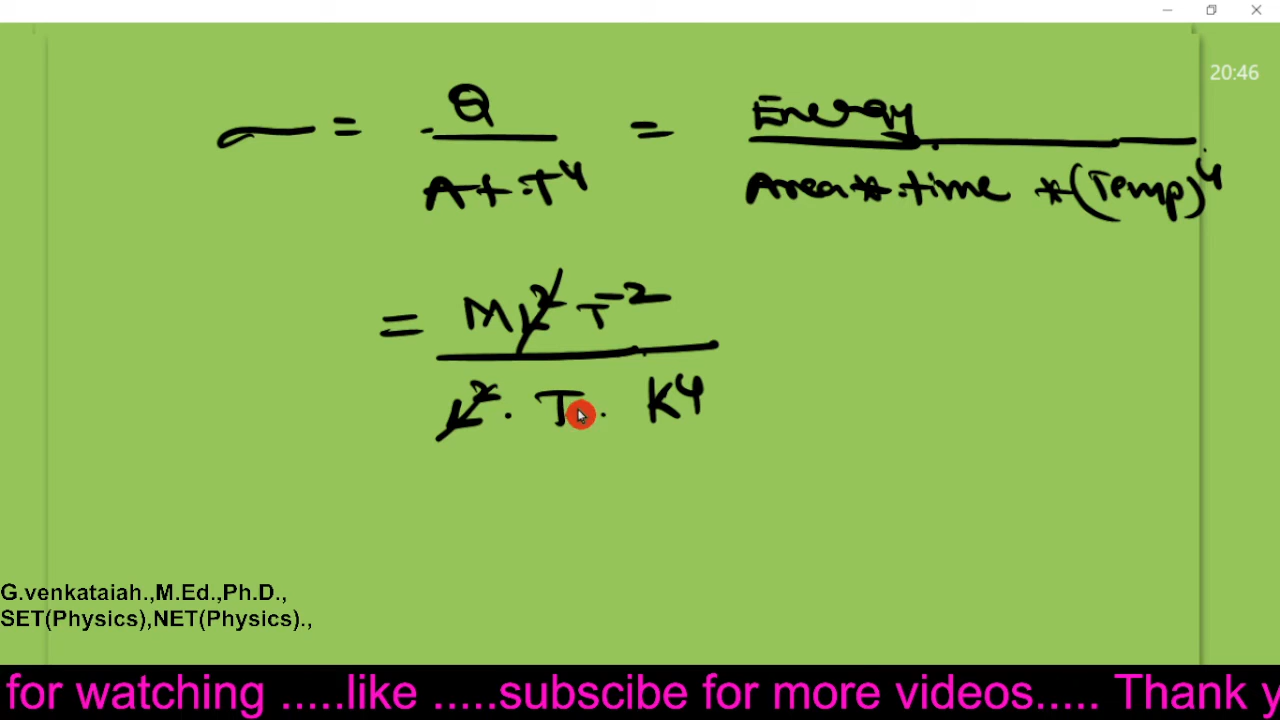 20:46
σ = Q / A t . T⁴ = Energy / Area * . time * (Temp)⁴
= M L² T⁻² / L² . T . K⁴
G.venkataiah.,M.Ed.,Ph.D.,
SET(Physics),NET(Physics).,
for watching .....like .....subscibe for more videos..... Thank y